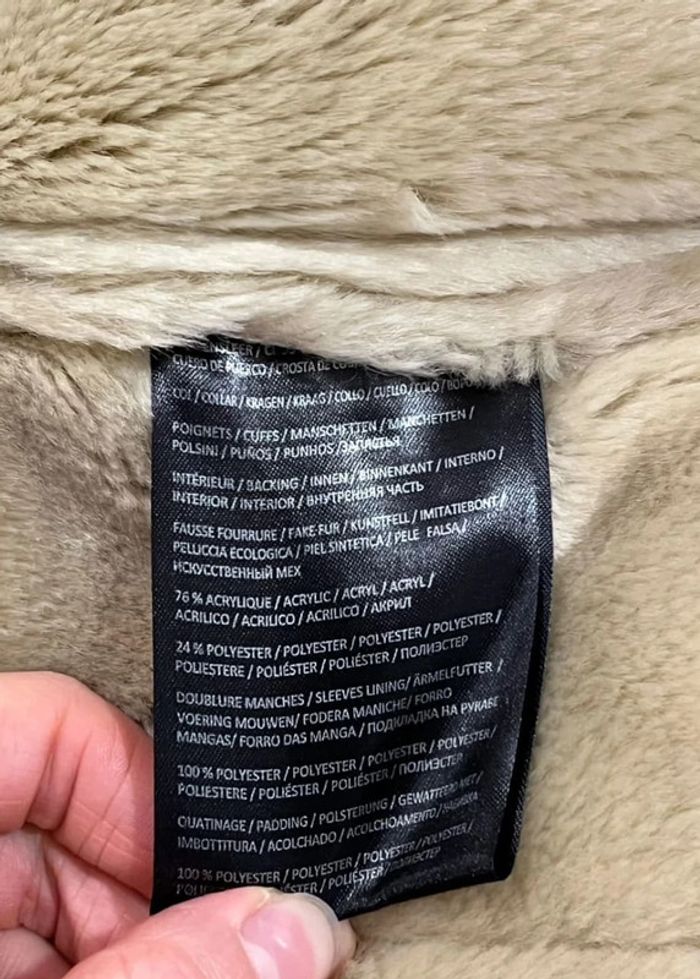 CUERO DE PUERCO / CROSTA DE
COL / COLLAR / KRAGEN / KRAAG / COLLO / CUELLO / COLO /
POIGNETS / CUFFS / MANSCHETTEN / MANCHETTEN /
POLSINI / PUÑOS / PUNHOS /ЗАПЯСТЬЯ
INTÉRIEUR / BACKING / INNEN / BINNENKANT / INTERNO /
INTERIOR / INTERIOR / ВНУТРЕННЯЯ ЧАСТЬ
FAUSSE FOURRURE / FAKE-FUR / KUNSTFELL / IMITATIEBONT /
PELUCCIA ECOLOGICA / PIEL SINTETICA / PELE FALSA /
ИСКУССТВЕННЫЙ МЕХ
76 % ACRYLIQUE / ACRYLIC / ACRYL / ACRYL /
ACRILICO / ACRILICO / ACRILICO / АКРИЛ
24 % POLYESTER / POLYESTER / POLYESTER / POLYESTER /
POLIESTERE / POLIÉSTER / POLIÉSTER / ПОЛИЭСТЕР
DOUBLURE MANCHES / SLEEVES LINING/ ÄRMELFUTTER /
VOERING MOUWEN/ FODERA MANICHE/ FORRO
MANGAS/ FORRO DAS MANGA / ПОДКЛАДКА НА РУКАВЕ
100 % POLYESTER / POLYESTER / POLYESTER / POLYESTER /
POLIESTERE / POLIÉSTER / POLIÉSTER / ПОЛИЭСТЕР
OUATINAGE / PADDING / POLSTERUNG / GEWATTEERD MET /
IMBOTTITURA / ACOLCHADO / ACOLCHOAMENTO / НАБИВКА
100 % POLYESTER / POLYESTER / POLYESTER / POLYESTER /
POLIÉSTER / ПОЛИЭСТЕР